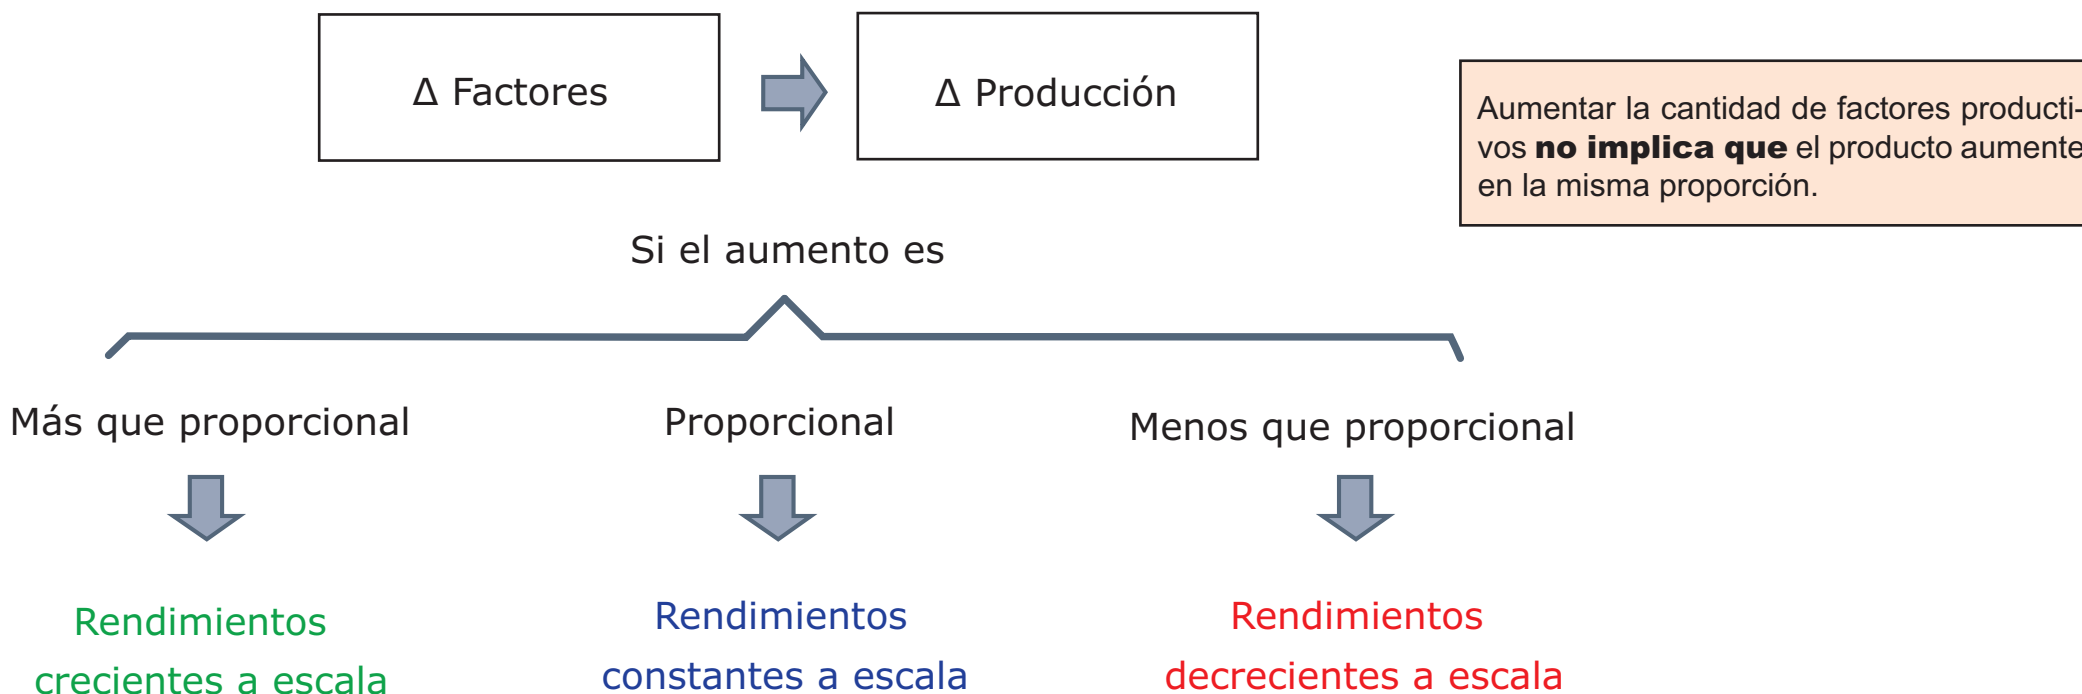 Δ Factores
Δ Producción
Aumentar la cantidad de factores producti-
vos no implica que el producto aumente
en la misma proporción.
Si el aumento es
Más que proporcional
Proporcional
Menos que proporcional
Rendimientos
crecientes a escala
Rendimientos
constantes a escala
Rendimientos
decrecientes a escala